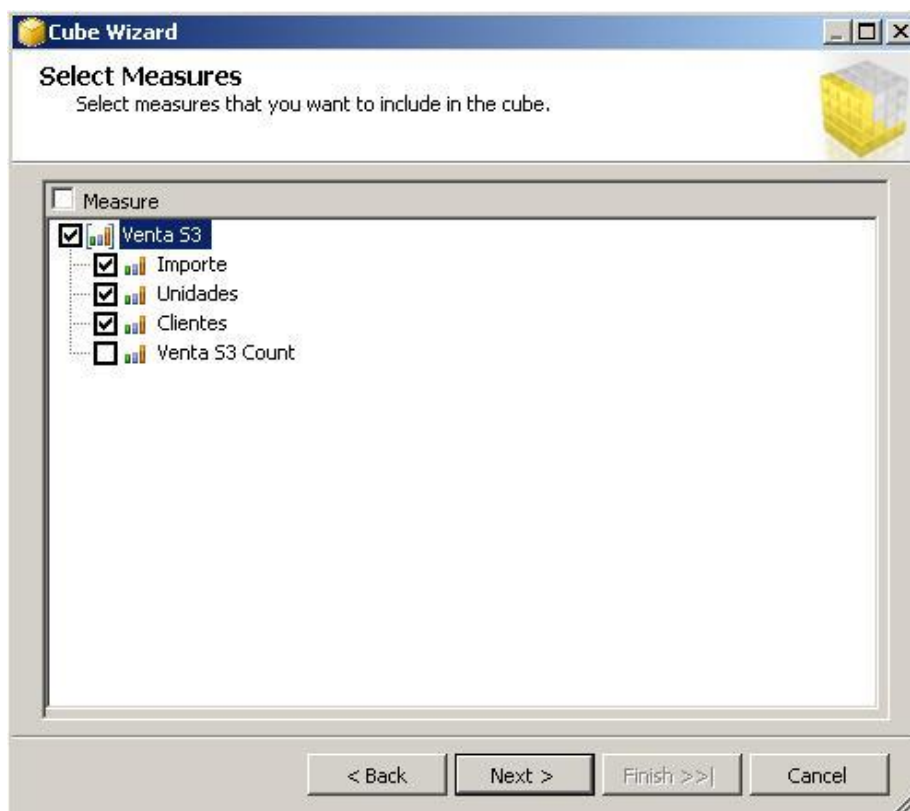 Cube Wizard
Select Measures
Select measures that you want to include in the cube.
Measure
Venta S3
Importe
Unidades
Clientes
Venta S3 Count
< Back Next > Finish >>| Cancel